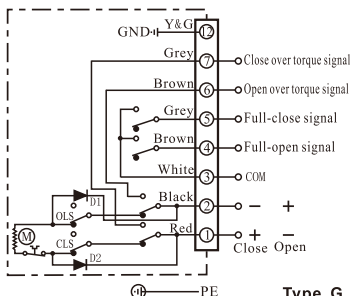 GND Y&G 12
Grey 7 Close over torque signal
Brown 6 Open over torque signal
Grey 5 Full-close signal
Brown 4 Full-open signal
White 3 COM
Black 2 − +
Red 1 + −
Close Open
D1
OLS
M
CLS
D2
PE
Type G